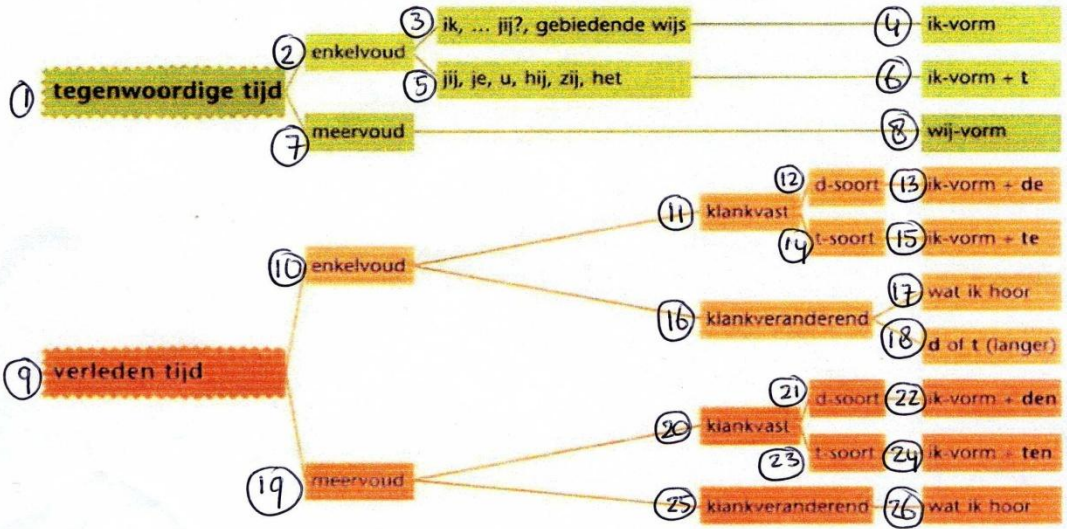 3 ik, ... jij?, gebiedende wijs
4 ik-vorm
2 enkelvoud
1 tegenwoordige tijd
5 jij, je, u, hij, zij, het
6 ik-vorm + t
7 meervoud
8 wij-vorm
12 d-soort
13 ik-vorm + de
11 klankvast
14 t-soort
15 ik-vorm + te
10 enkelvoud
17 wat ik hoor
16 klankveranderend
18 d of t (langer)
9 verleden tijd
21 d-soort
22 ik-vorm + den
20 klankvast
23 t-soort
24 ik-vorm + ten
19 meervoud
25 klankveranderend
26 wat ik hoor